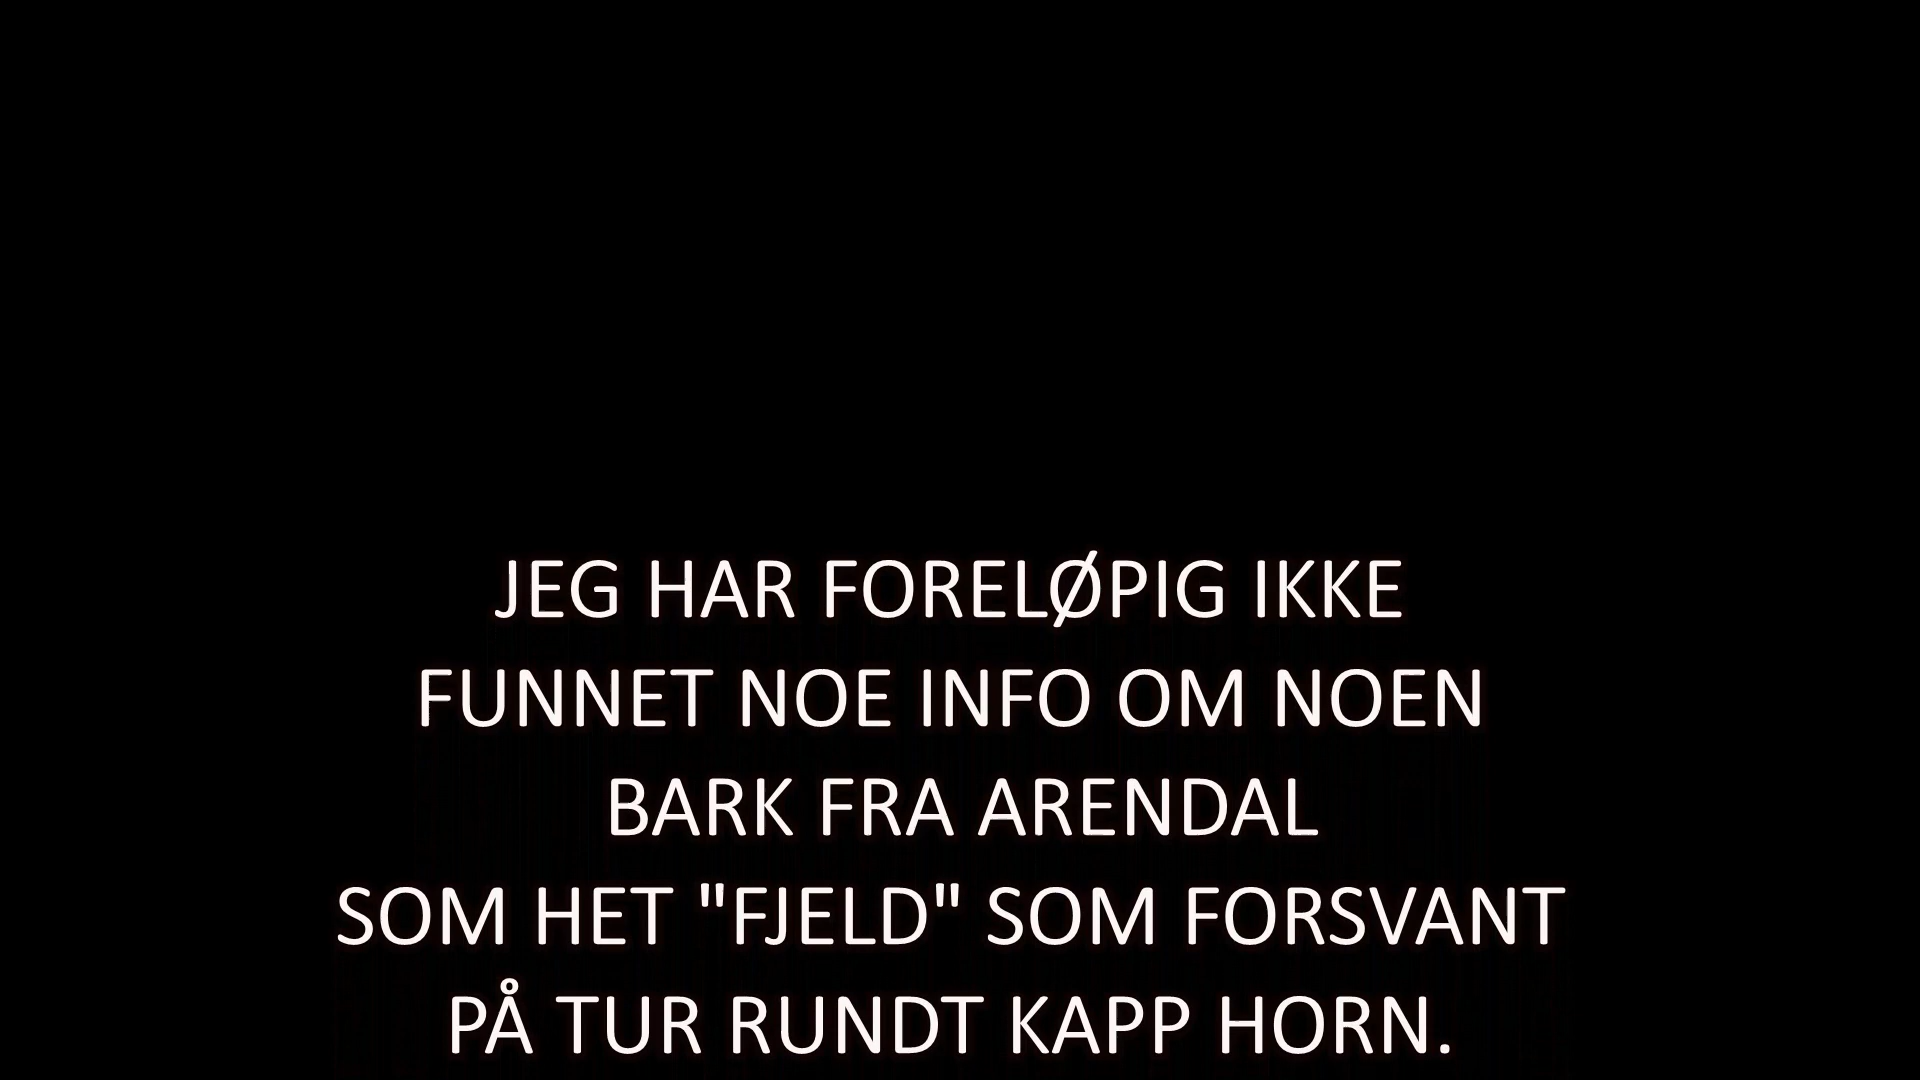 JEG HAR FORELØPIG IKKE
FUNNET NOE INFO OM NOEN
BARK FRA ARENDAL
SOM HET "FJELD" SOM FORSVANT
PÅ TUR RUNDT KAPP HORN.